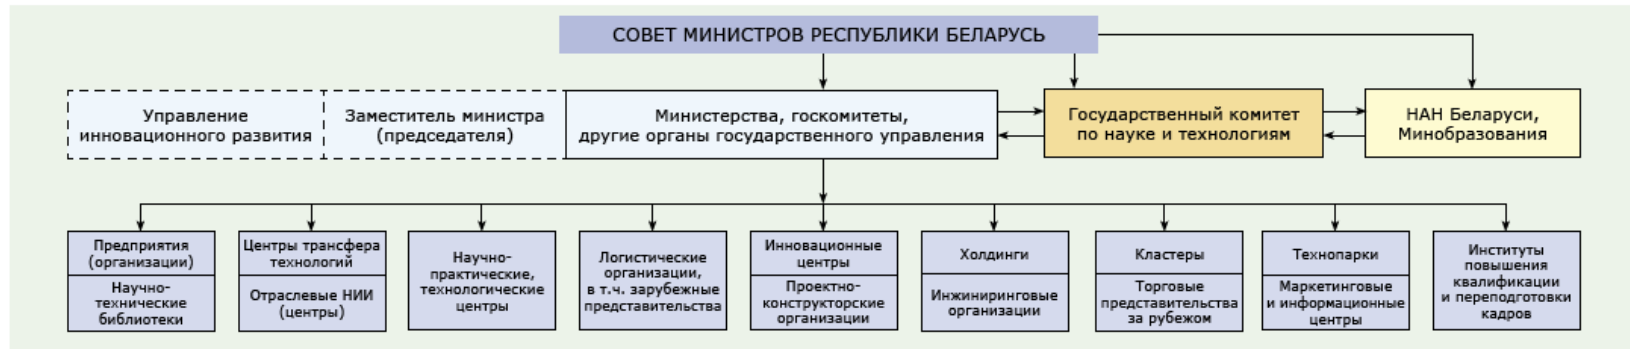 СОВЕТ МИНИСТРОВ РЕСПУБЛИКИ БЕЛАРУСЬ
Управление
инновационного развития
Заместитель министра
(председателя)
Министерства, госкомитеты,
другие органы государственного управления
Государственный комитет
по науке и технологиям
НАН Беларуси,
Минобразования
Предприятия
(организации)
Научно-
технические
библиотеки
Центры трансфера
технологий
Отраслевые НИИ
(центры)
Научно-
практические,
технологические
центры
Логистические
организации,
в т.ч. зарубежные
представительства
Инновационные
центры
Проектно-
конструкторские
организации
Холдинги
Инжиниринговые
организации
Кластеры
Торговые
представительства
за рубежом
Технопарки
Маркетинговые
и информационные
центры
Институты
повышения
квалификации
и переподготовки
кадров